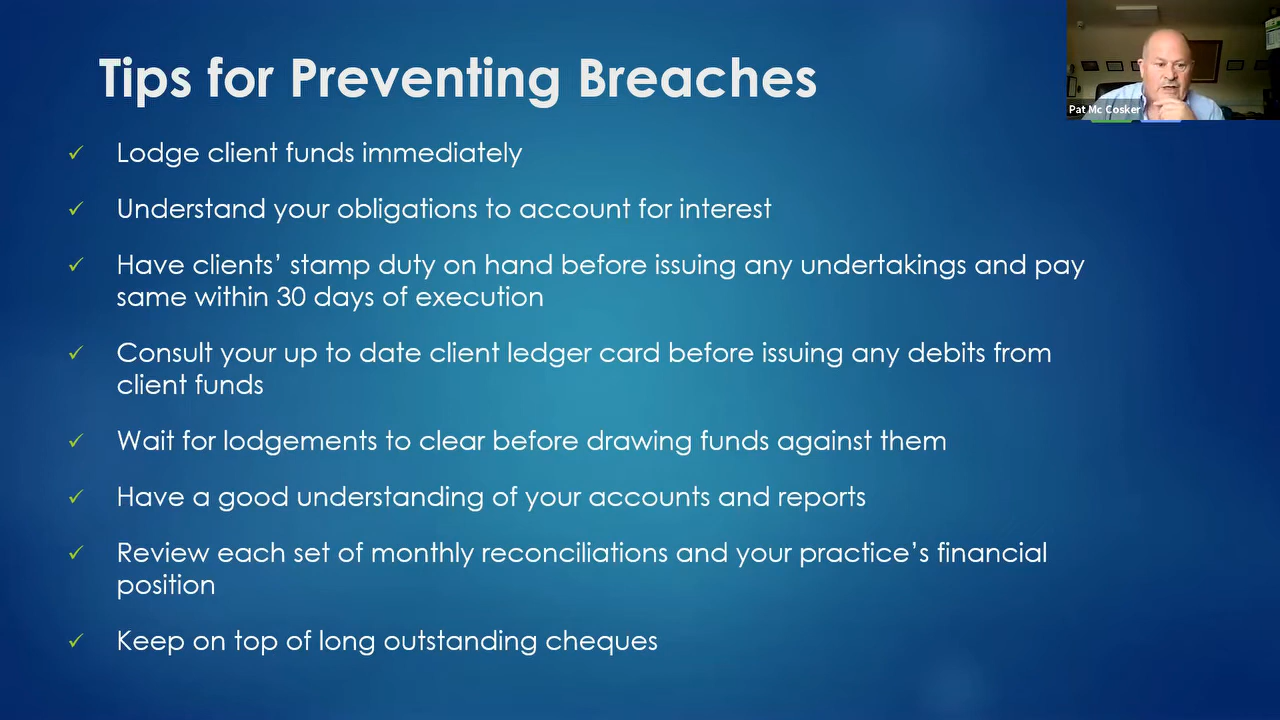 Tips for Preventing Breaches
Pat Mc Cosker
✓ Lodge client funds immediately
✓ Understand your obligations to account for interest
✓ Have clients’ stamp duty on hand before issuing any undertakings and pay
same within 30 days of execution
✓ Consult your up to date client ledger card before issuing any debits from
client funds
✓ Wait for lodgements to clear before drawing funds against them
✓ Have a good understanding of your accounts and reports
✓ Review each set of monthly reconciliations and your practice’s financial
position
✓ Keep on top of long outstanding cheques